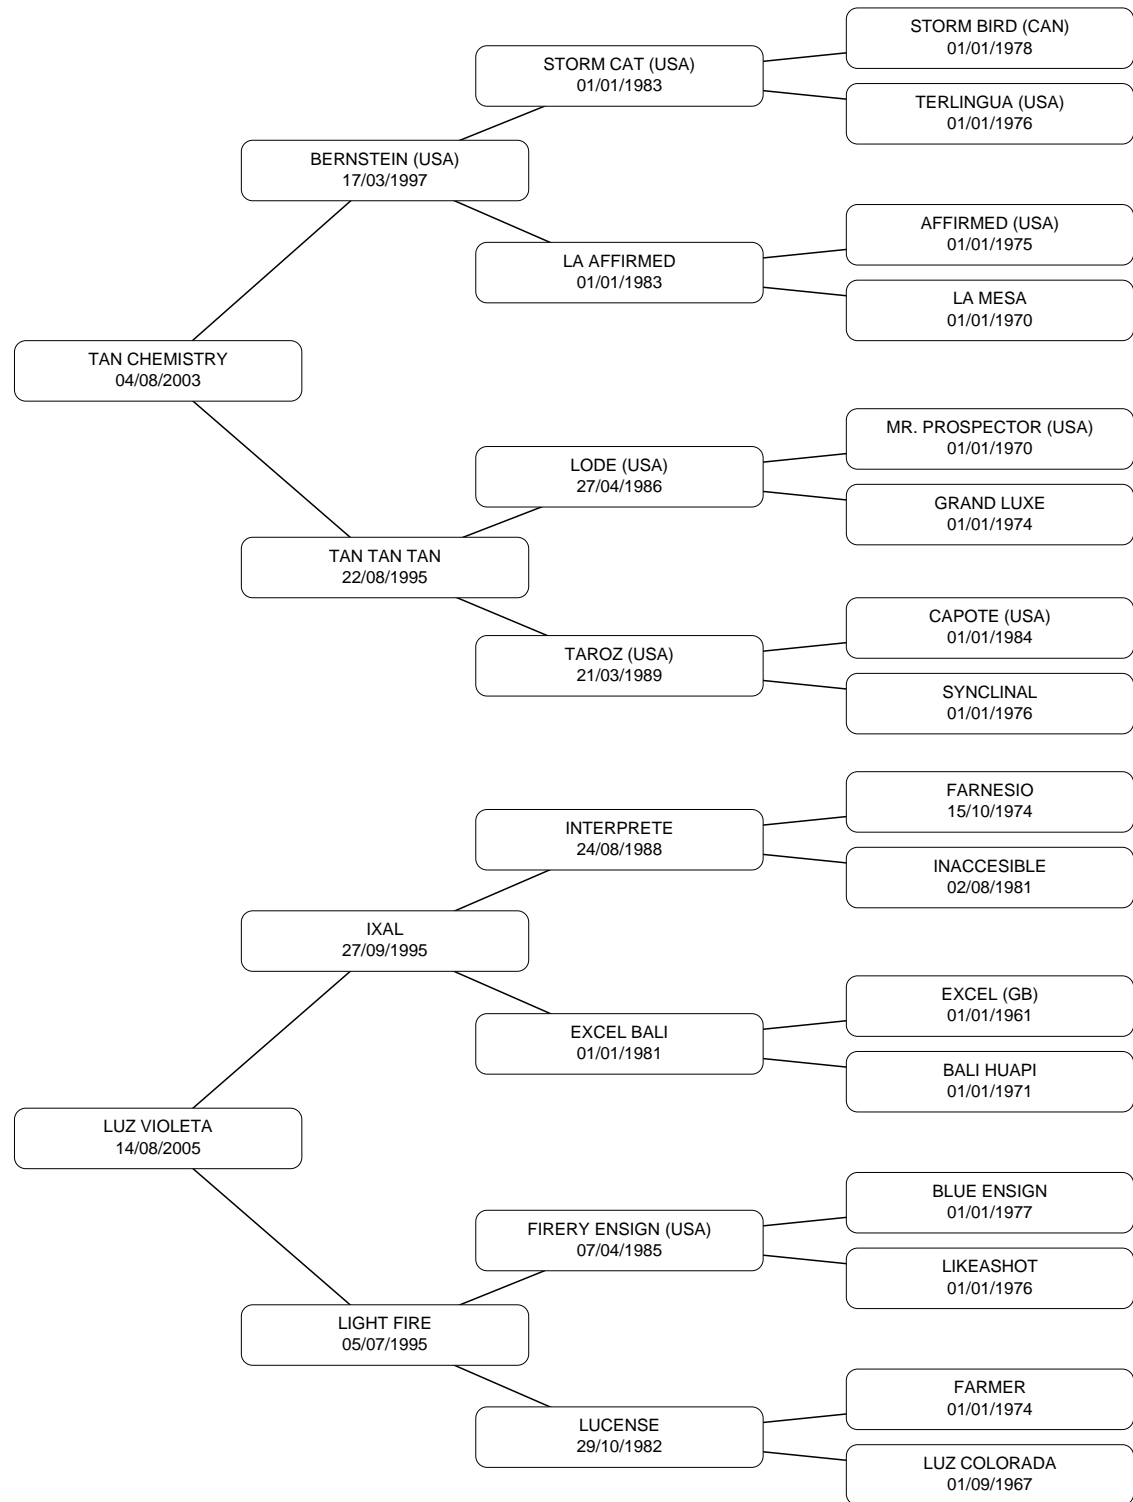 STORM BIRD (CAN)
01/01/1978
STORM CAT (USA)
01/01/1983
TERLINGUA (USA)
01/01/1976
BERNSTEIN (USA)
17/03/1997
AFFIRMED (USA)
01/01/1975
LA AFFIRMED
01/01/1983
LA MESA
01/01/1970
TAN CHEMISTRY
04/08/2003
MR. PROSPECTOR (USA)
01/01/1970
LODE (USA)
27/04/1986
GRAND LUXE
01/01/1974
TAN TAN TAN
22/08/1995
CAPOTE (USA)
01/01/1984
TAROZ (USA)
21/03/1989
SYNCLINAL
01/01/1976
FARNESIO
15/10/1974
INTERPRETE
24/08/1988
INACCESIBLE
02/08/1981
IXAL
27/09/1995
EXCEL (GB)
01/01/1961
EXCEL BALI
01/01/1981
BALI HUAPI
01/01/1971
LUZ VIOLETA
14/08/2005
BLUE ENSIGN
01/01/1977
FIRERY ENSIGN (USA)
07/04/1985
LIKEASHOT
01/01/1976
LIGHT FIRE
05/07/1995
FARMER
01/01/1974
LUCENSE
29/10/1982
LUZ COLORADA
01/09/1967